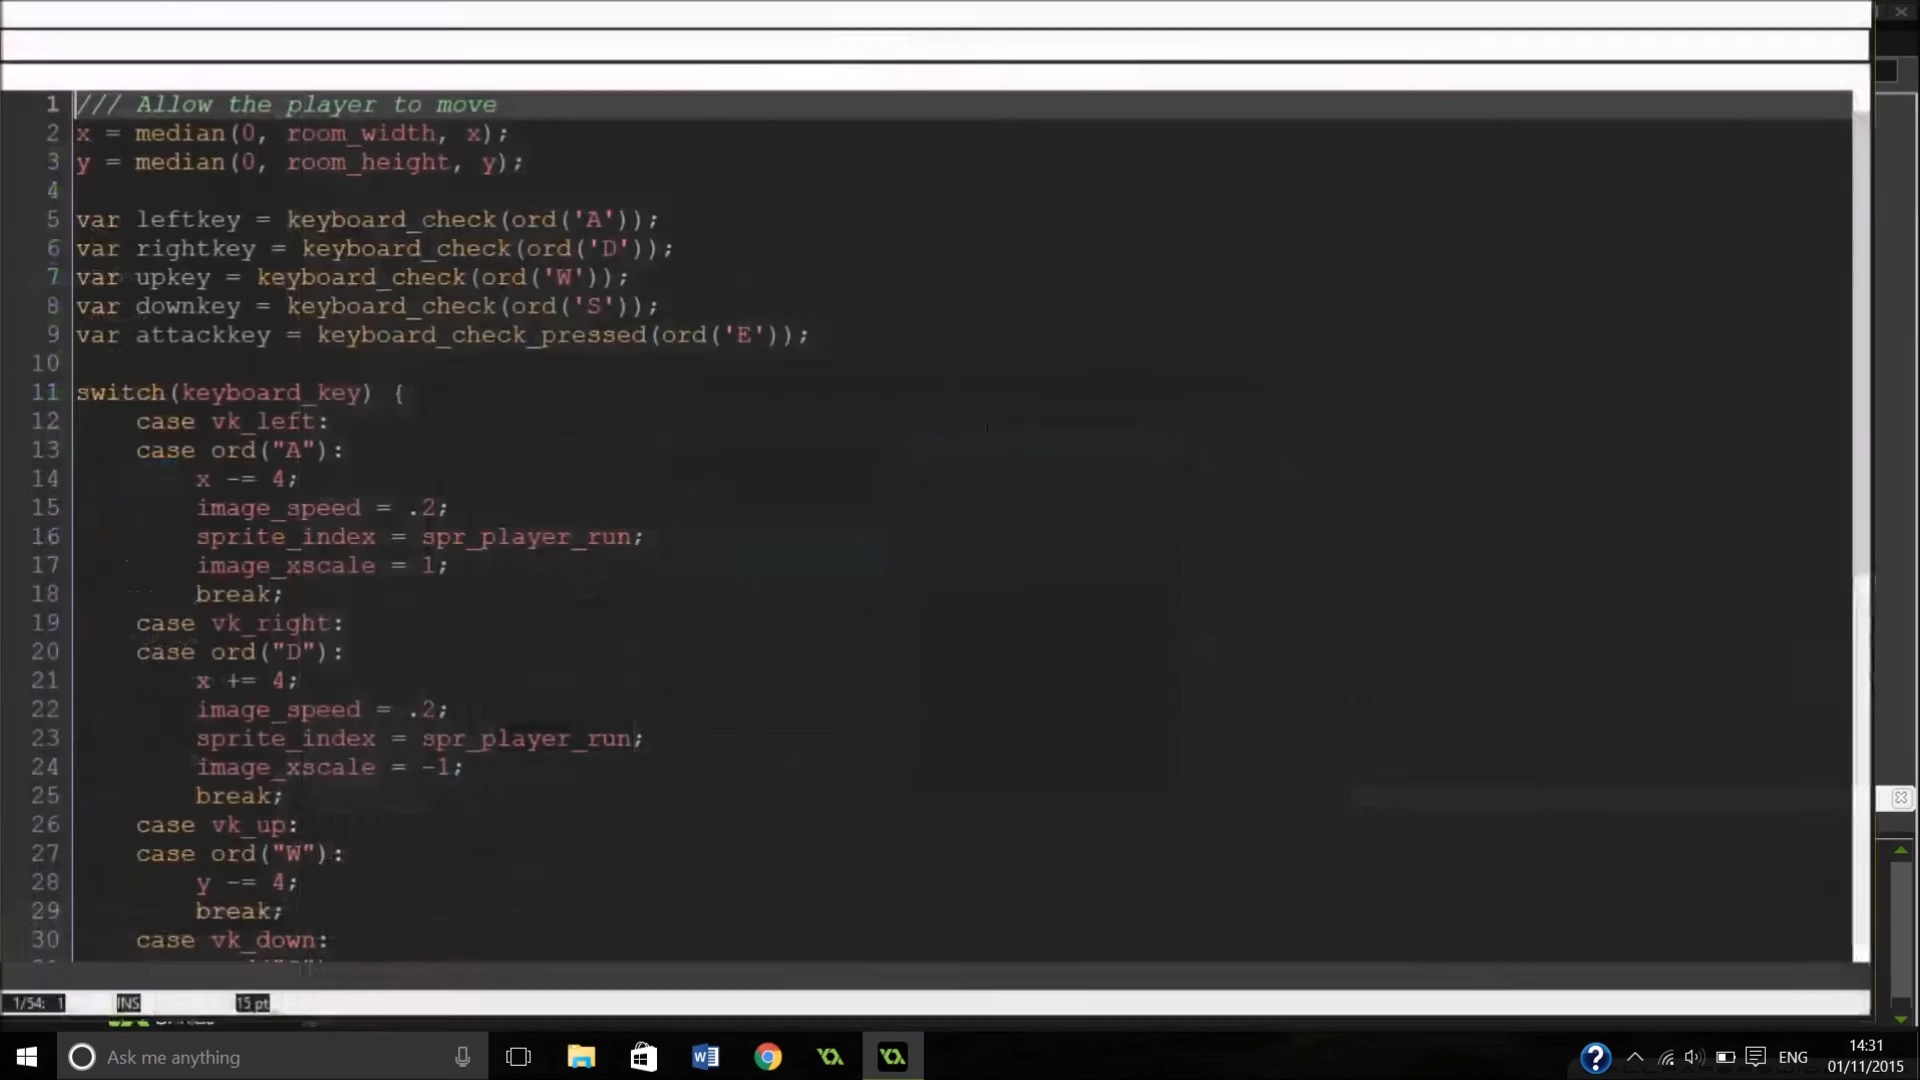 1 /// Allow the player to move
2 x = median(0, room_width, x);
3 y = median(0, room_height, y);
4
5 var leftkey = keyboard_check(ord('A'));
6 var rightkey = keyboard_check(ord('D'));
7 var upkey = keyboard_check(ord('W'));
8 var downkey = keyboard_check(ord('S'));
9 var attackkey = keyboard_check_pressed(ord('E'));
10
11 switch(keyboard_key) {
12 case vk_left:
13 case ord("A"):
14 x -= 4;
15 image_speed = .2;
16 sprite_index = spr_player_run;
17 image_xscale = 1;
18 break;
19 case vk_right:
20 case ord("D"):
21 x += 4;
22 image_speed = .2;
23 sprite_index = spr_player_run;
24 image_xscale = -1;
25 break;
26 case vk_up:
27 case ord("W"):
28 y -= 4;
29 break;
30 case vk_down:
1/54: 1 INS 15 pt
Ask me anything
ENG
14:31
01/11/2015